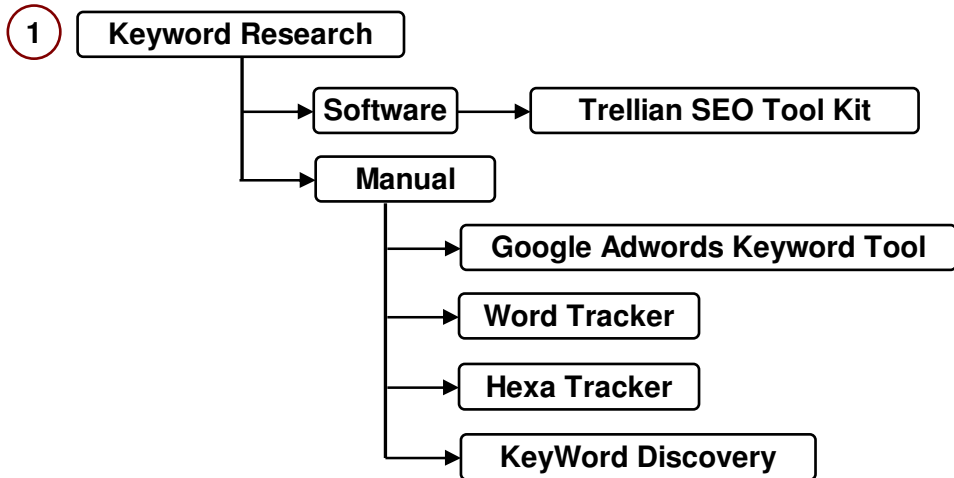 1
Keyword Research
Software
Trellian SEO Tool Kit
Manual
Google Adwords Keyword Tool
Word Tracker
Hexa Tracker
KeyWord Discovery